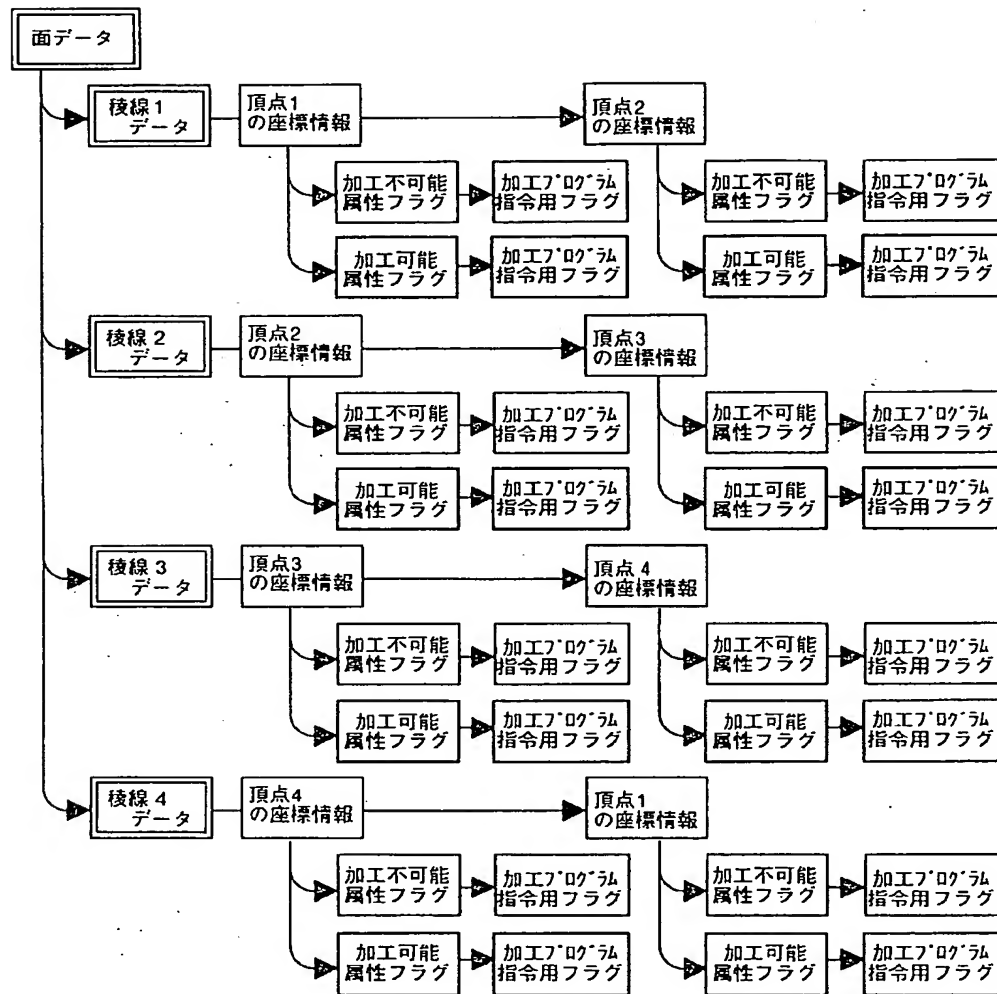 面データ
稜線1
データ
頂点1
の座標情報
頂点2
の座標情報
加工不可能
属性フラグ
加工プログラム
指令用フラグ
加工不可能
属性フラグ
加工プログラム
指令用フラグ
加工可能
属性フラグ
加工プログラム
指令用フラグ
加工可能
属性フラグ
加工プログラム
指令用フラグ
稜線2
データ
頂点2
の座標情報
頂点3
の座標情報
加工不可能
属性フラグ
加工プログラム
指令用フラグ
加工不可能
属性フラグ
加工プログラム
指令用フラグ
加工可能
属性フラグ
加工プログラム
指令用フラグ
加工可能
属性フラグ
加工プログラム
指令用フラグ
稜線3
データ
頂点3
の座標情報
頂点4
の座標情報
加工不可能
属性フラグ
加工プログラム
指令用フラグ
加工不可能
属性フラグ
加工プログラム
指令用フラグ
加工可能
属性フラグ
加工プログラム
指令用フラグ
加工可能
属性フラグ
加工プログラム
指令用フラグ
稜線4
データ
頂点4
の座標情報
頂点1
の座標情報
加工不可能
属性フラグ
加工プログラム
指令用フラグ
加工不可能
属性フラグ
加工プログラム
指令用フラグ
加工可能
属性フラグ
加工プログラム
指令用フラグ
加工可能
属性フラグ
加工プログラム
指令用フラグ